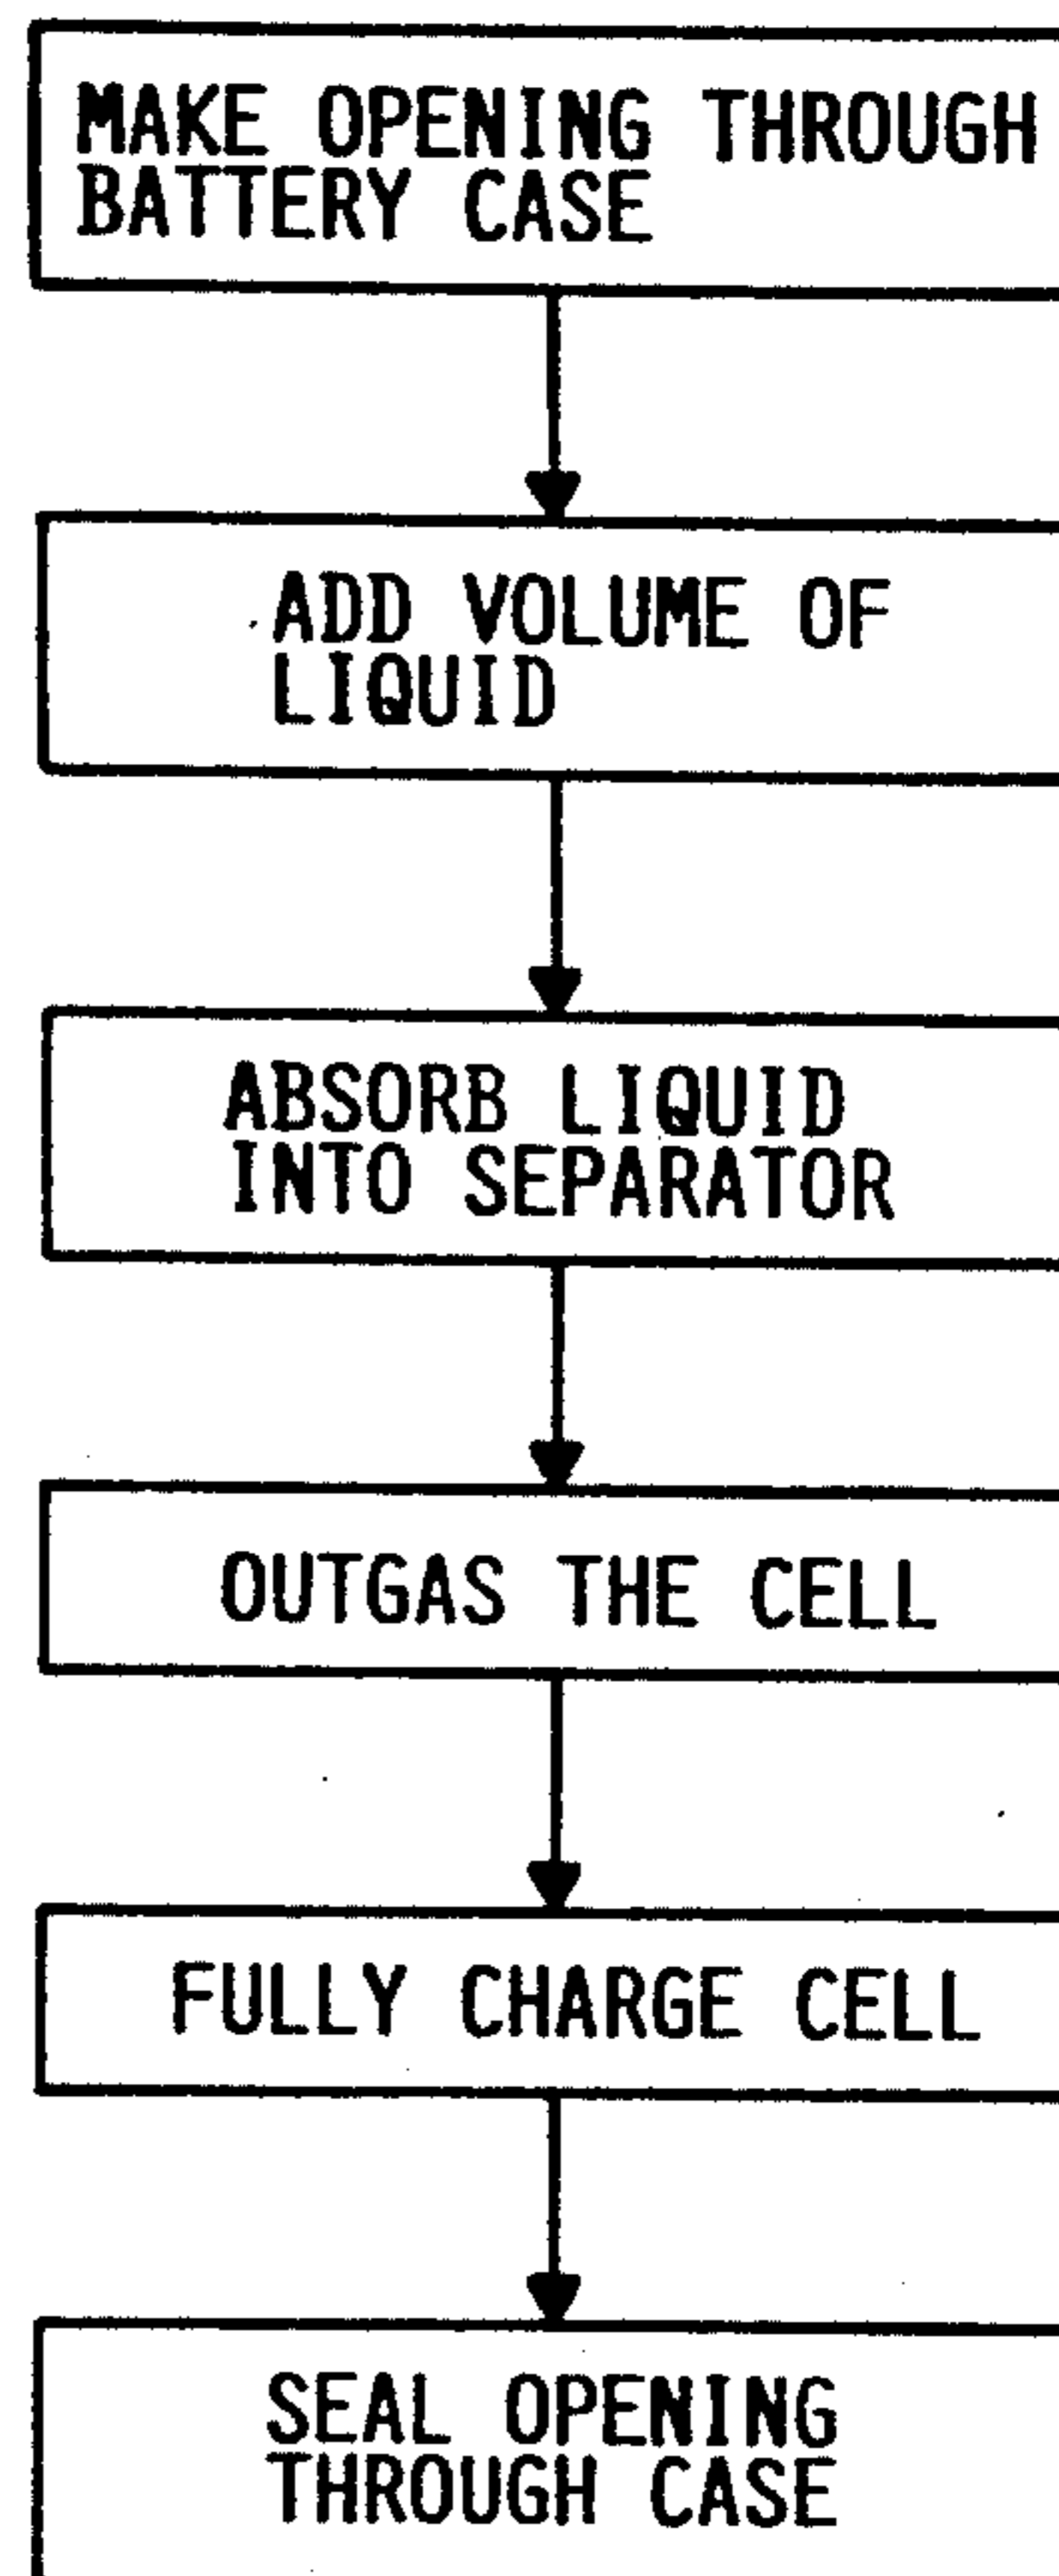 MAKE OPENING THROUGH
BATTERY CASE
ADD VOLUME OF
LIQUID
ABSORB LIQUID
INTO SEPARATOR
OUTGAS THE CELL
FULLY CHARGE CELL
SEAL OPENING
THROUGH CASE